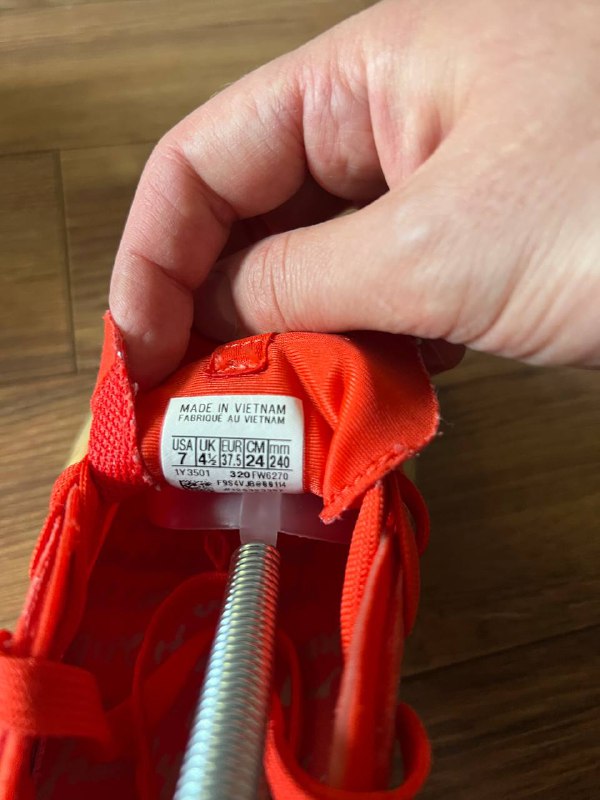 MADE IN VIETNAM
FABRIQUÉ AU VIETNAM
USA UK EUR CM mm
7 4½ 37.5 24 240
1Y3501 320 FW6270